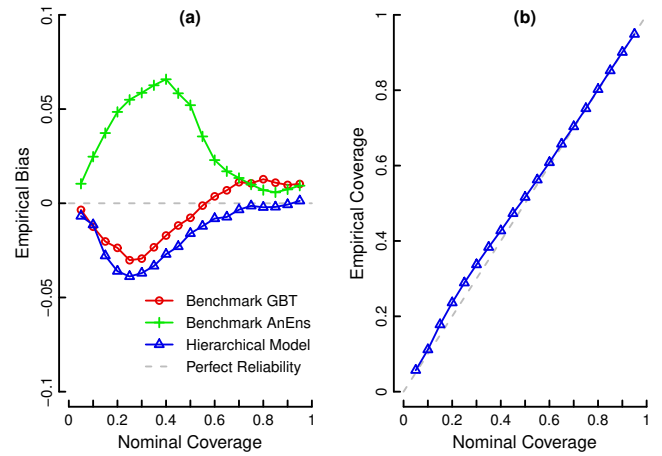 (a)
(b)
0.1
0.05
0
−0.05
−0.1
Empirical Bias
Benchmark GBT
Benchmark AnEns
Hierarchical Model
Perfect Reliability
0 0.2 0.4 0.6 0.8 1
Nominal Coverage
1
0.8
0.6
0.4
0.2
0
Empirical Coverage
0 0.2 0.4 0.6 0.8 1
Nominal Coverage